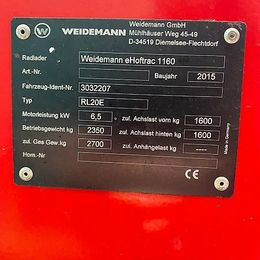 Weidemann GmbH
WEIDEMANN Mühlhäuser Weg 45-49
D-34519 Diemelsee-Flechtdorf
Radlader Weidemann eHoftrac 1160
Art.-Nr. Baujahr 2015
Fahrzeug-Ident-Nr. 3032207
Typ RL20E
Motorleistung kW 6,5 zul. Achslast vorn kg 1600
Betriebsgewicht kg 2350 zul. Achslast hinten kg 1600
zul. Ges Gew. kg 2700 zul. Anhängelast kg ----
Hom.-Nr. CE
Made in Germany